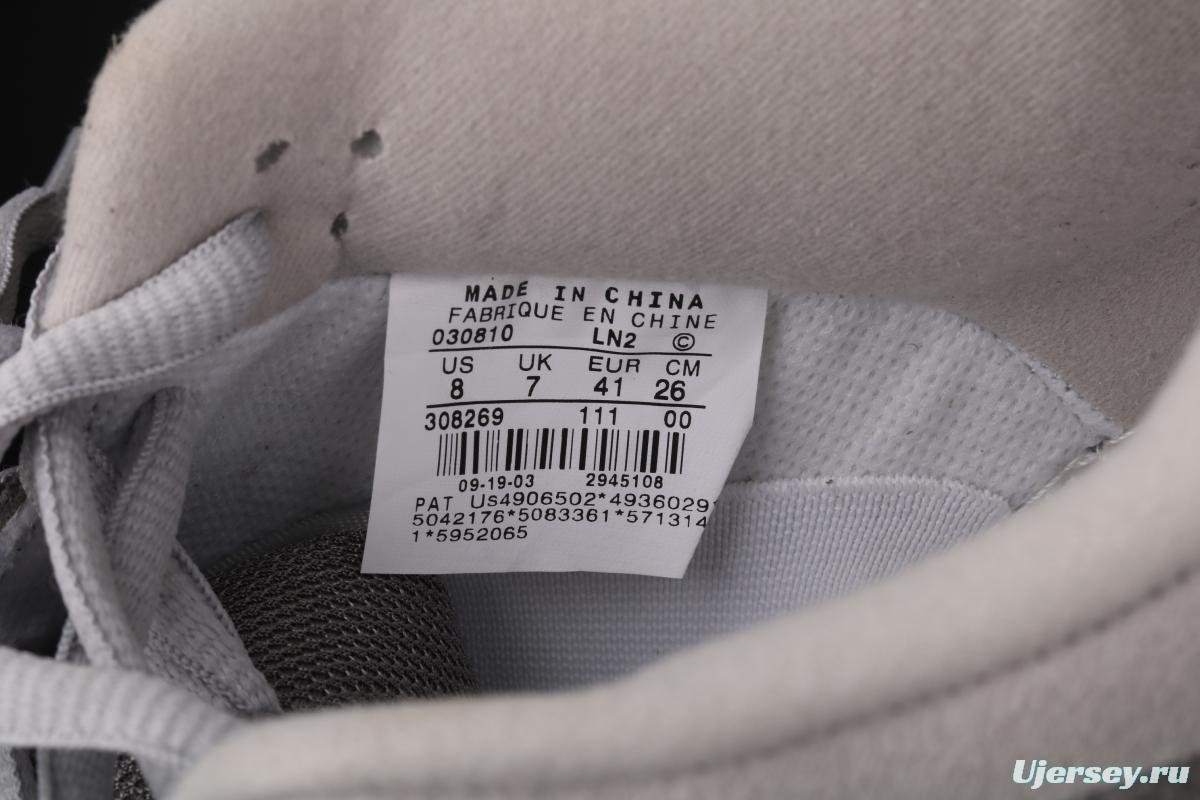 MADE IN CHINA
FABRIQUE EN CHINE
030810 LN2 ©
US UK EUR CM
8 7 41 26
308269 111 00
09-19-03 2945108
PAT US4906502*4936029
5042176*5083361*571314
1*5952065
Ujersey.ru